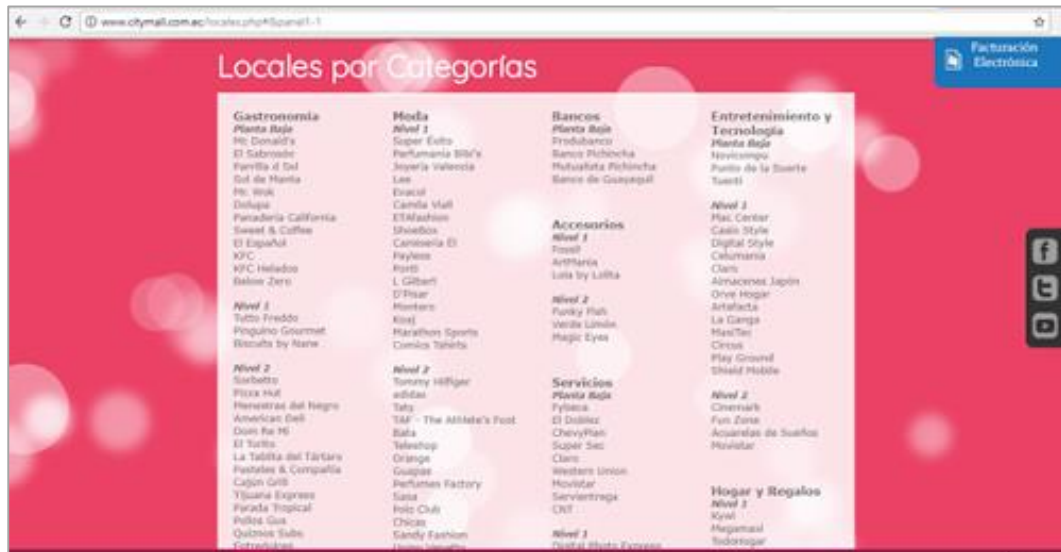 www.citymall.com.ec/locales.php#!panel1-1
Facturación
Electrónica
Locales por Categorías
Gastronomía
Planta Baja
Mc Donald's
El Sabrosón
Parrilla d Sol
Gol de Manta
Mr. Wok
Dolupa
Panadería California
Sweet & Coffee
El Español
KFC
KFC Helados
Below Zero
Nivel 1
Tutto Freddo
Pinguino Gourmet
Biscuits by Nane
Nivel 2
Sorbetto
Pizza Hut
Menestras del Negro
American Deli
Dom Re Mi
El Torito
La Tablita del Tártaro
Pasteles & Compañía
Cajún Grill
Tijuana Express
Parada Tropical
Pollos Gus
Quiznos Subs
Entredulces
Moda
Nivel 1
Super Éxito
Perfumania Bibi's
Joyería Valencia
Lee
Evacol
Camila Viall
ETAfashion
ShoeBox
Camisería El
Payless
Ponti
L Gilbert
D'Pisar
Montero
Koaj
Marathon Sports
Comics Tshirts
Nivel 2
Tommy Hilfiger
adidas
Taty
TAF - The Athlete's Foot
Bata
Teleshop
Orange
Guapas
Perfumes Factory
Sasa
Polo Club
Chicas
Sandy Fashion
Bancos
Planta Baja
Produbanco
Banco Pichincha
Mutualista Pichincha
Banco de Guayaquil
Accesorios
Nivel 1
Fossil
ArtMania
Lola by Lolita
Nivel 2
Funky Fish
Verde Limón
Magic Eyes
Servicios
Planta Baja
Fybeca
El Doblez
ChevyPlan
Super Sec
Claro
Western Union
Movistar
Servientrega
CNT
Nivel 1
Digital Photo Express
Entretenimiento y
Tecnología
Planta Baja
Novicompu
Punto de la Suerte
Tuenti
Nivel 1
Mac Center
Casio Style
Digital Style
Celumania
Claro
Almacenes Japón
Orve Hogar
Artefacta
La Ganga
MaxiTec
Circus
Play Ground
Shield Mobile
Nivel 2
Cinemark
Fun Zone
Acuarelas de Sueños
Movistar
Hogar y Regalos
Nivel 1
Kywi
Megamaxi
Todohogar